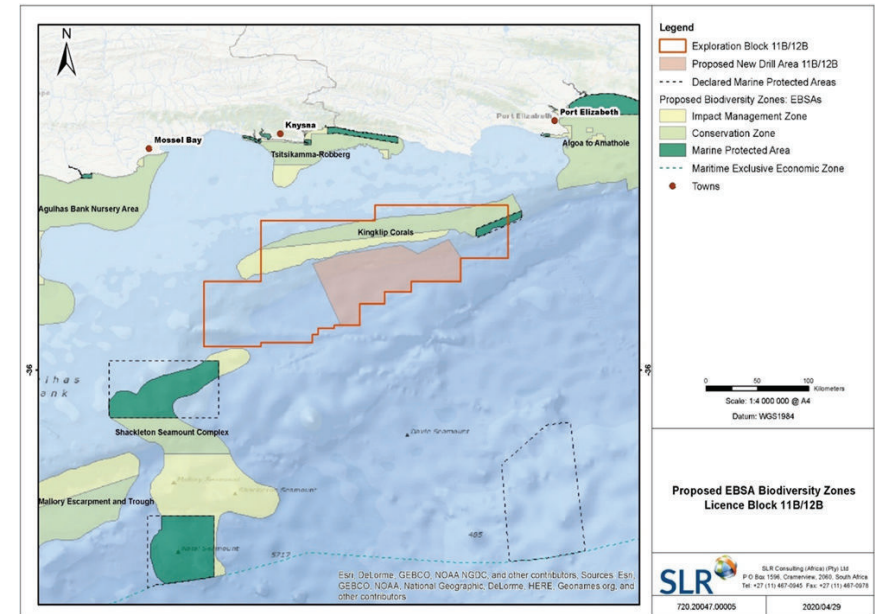 N
Mossel Bay
Knysna
Port Elizabeth
Port Elizabeth
Tsitsikamma-Robberg
Algoa to Amathole
Agulhas Bank Nursery Area
Kingklip Corals
-36
-36
Shackleton Seamount Complex
Mallory Escarpment and Trough
5717
Esri, DeLorme, GEBCO, NOAA NGDC, and other contributors, Sources: Esri,
GEBCO, NOAA, National Geographic, DeLorme, HERE, Geonames.org, and
other contributors
Legend
Exploration Block 11B/12B
Proposed New Drill Area 11B/12B
Declared Marine Protected Areas
Proposed Biodiversity Zones: EBSAs
Impact Management Zone
Conservation Zone
Marine Protected Area
Maritime Exclusive Economic Zone
Towns
0 50 100
Kilometers
Scale: 1:4 000 000 @ A4
Datum: WGS1984
Proposed EBSA Biodiversity Zones
Licence Block 11B/12B
SLR
SLR Consulting (Africa) (Pty) Ltd
P O Box 1596, Cramerview, 2060, South Africa
Tel: +27 (11) 467-0945 Fax: +27 (11) 467-0978
720.20047.00005
2020/04/29